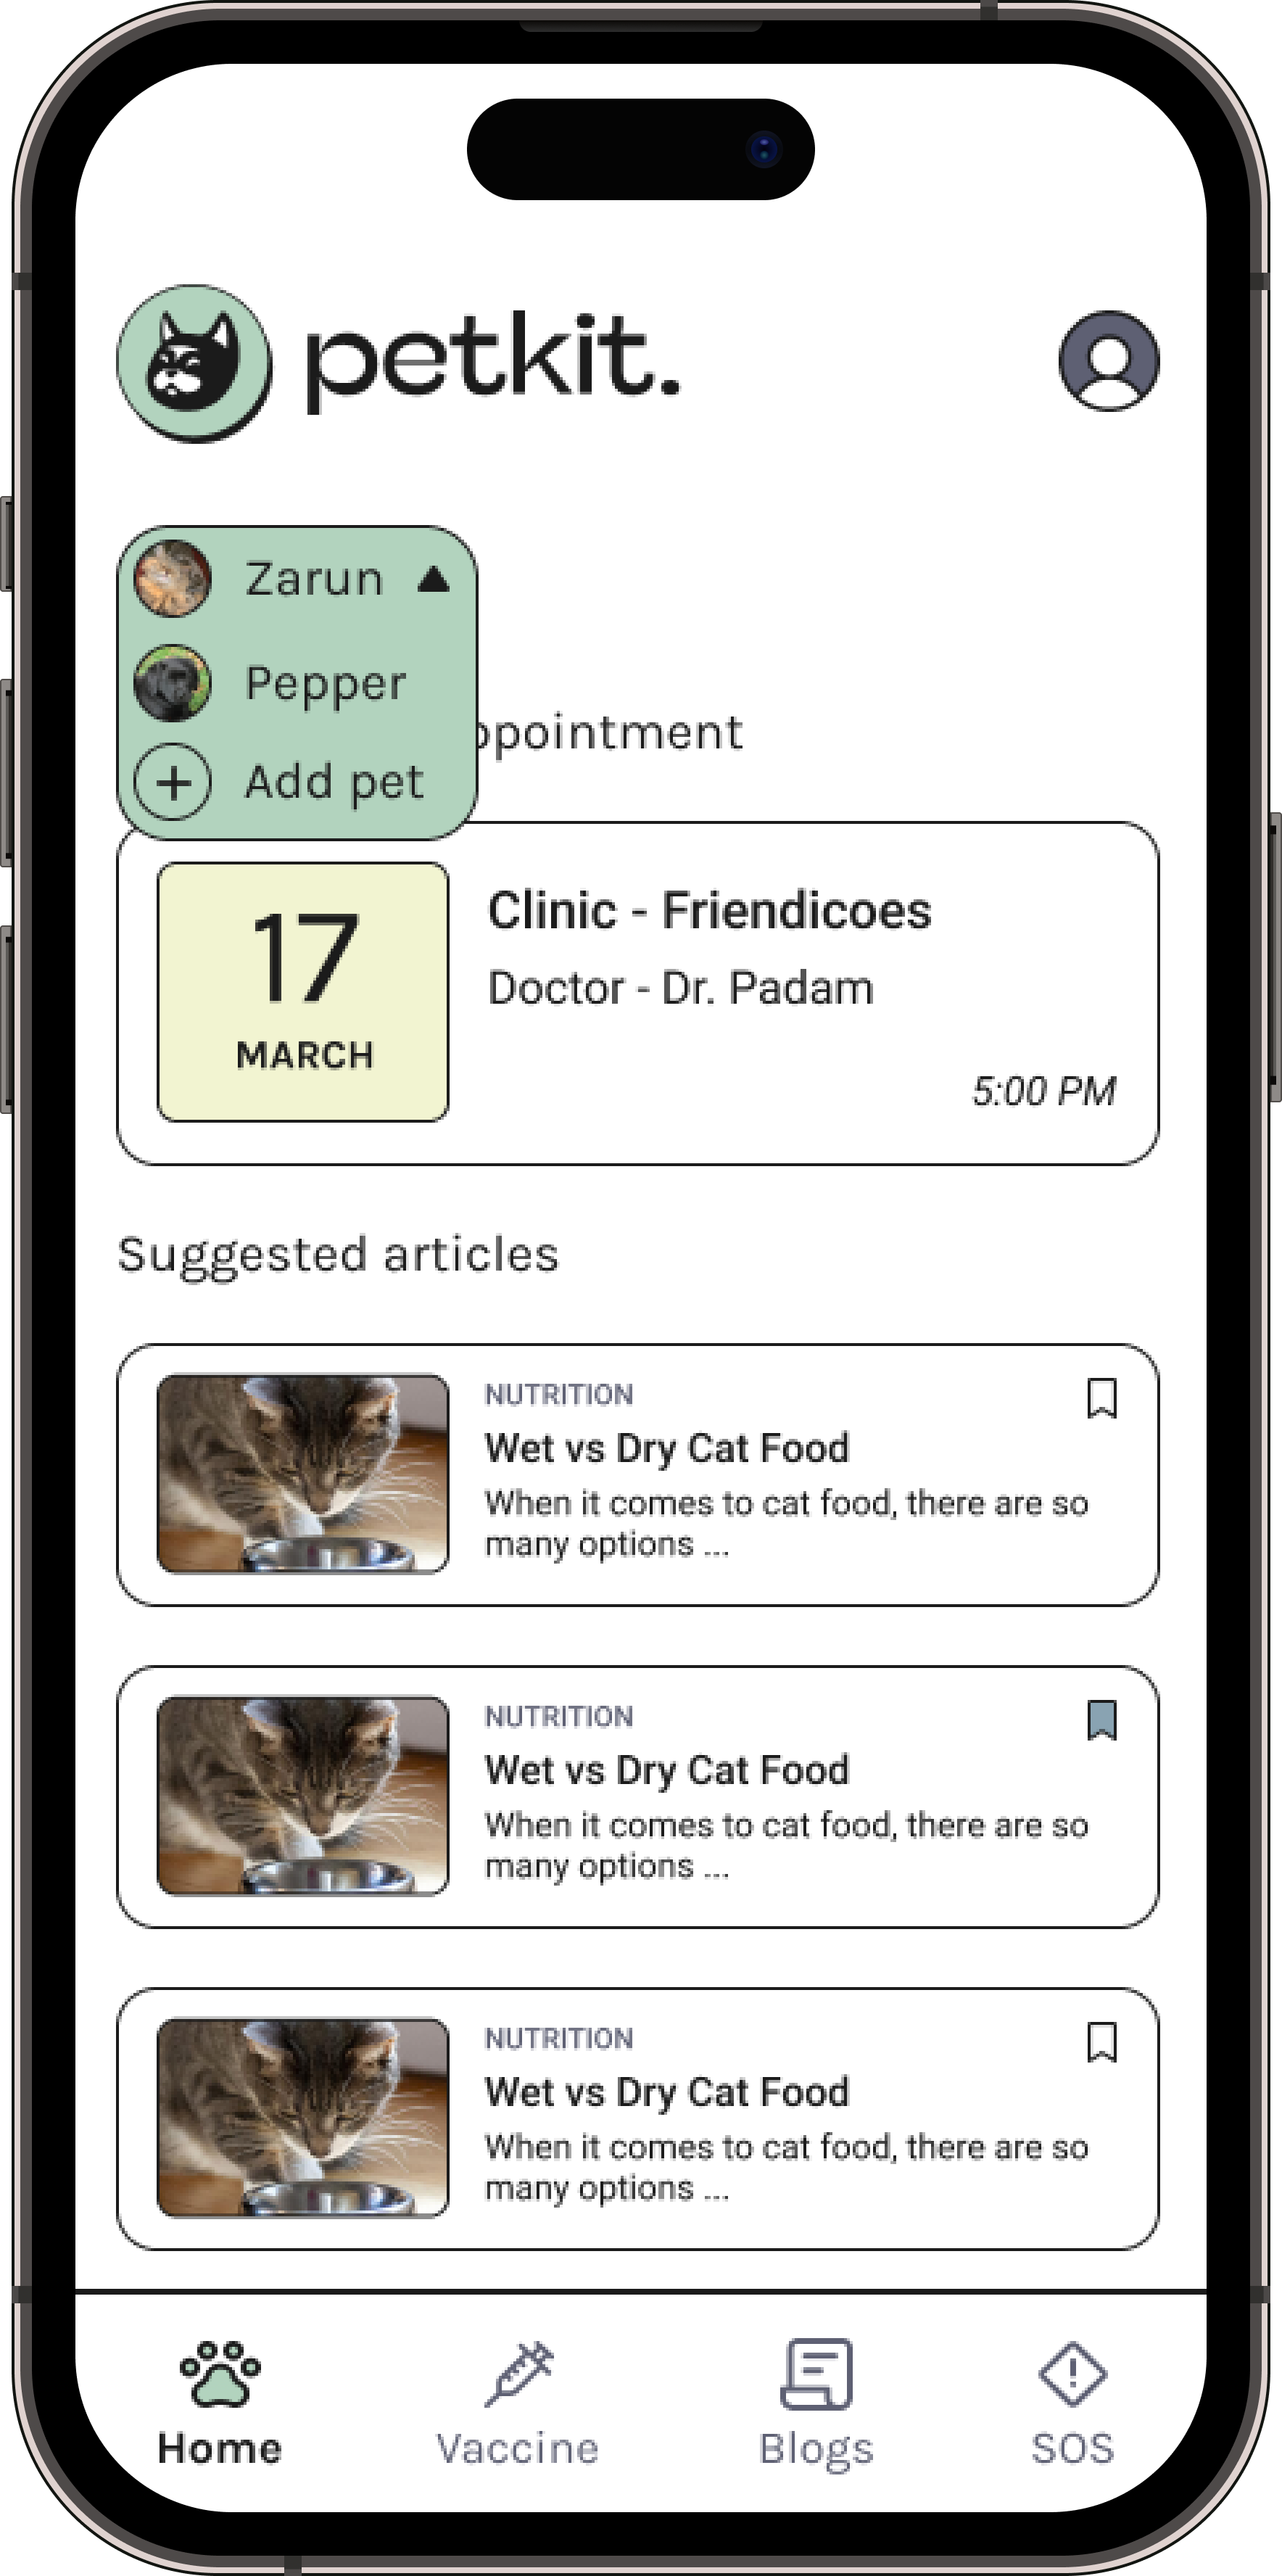 petkit.
Zarun
Pepper
Add pet
ppointment
17
MARCH
Clinic - Friendicoes
Doctor - Dr. Padam
5:00 PM
Suggested articles
NUTRITION
Wet vs Dry Cat Food
When it comes to cat food, there are so
many options ...
NUTRITION
Wet vs Dry Cat Food
When it comes to cat food, there are so
many options ...
NUTRITION
Wet vs Dry Cat Food
When it comes to cat food, there are so
many options ...
Home
Vaccine
Blogs
SOS